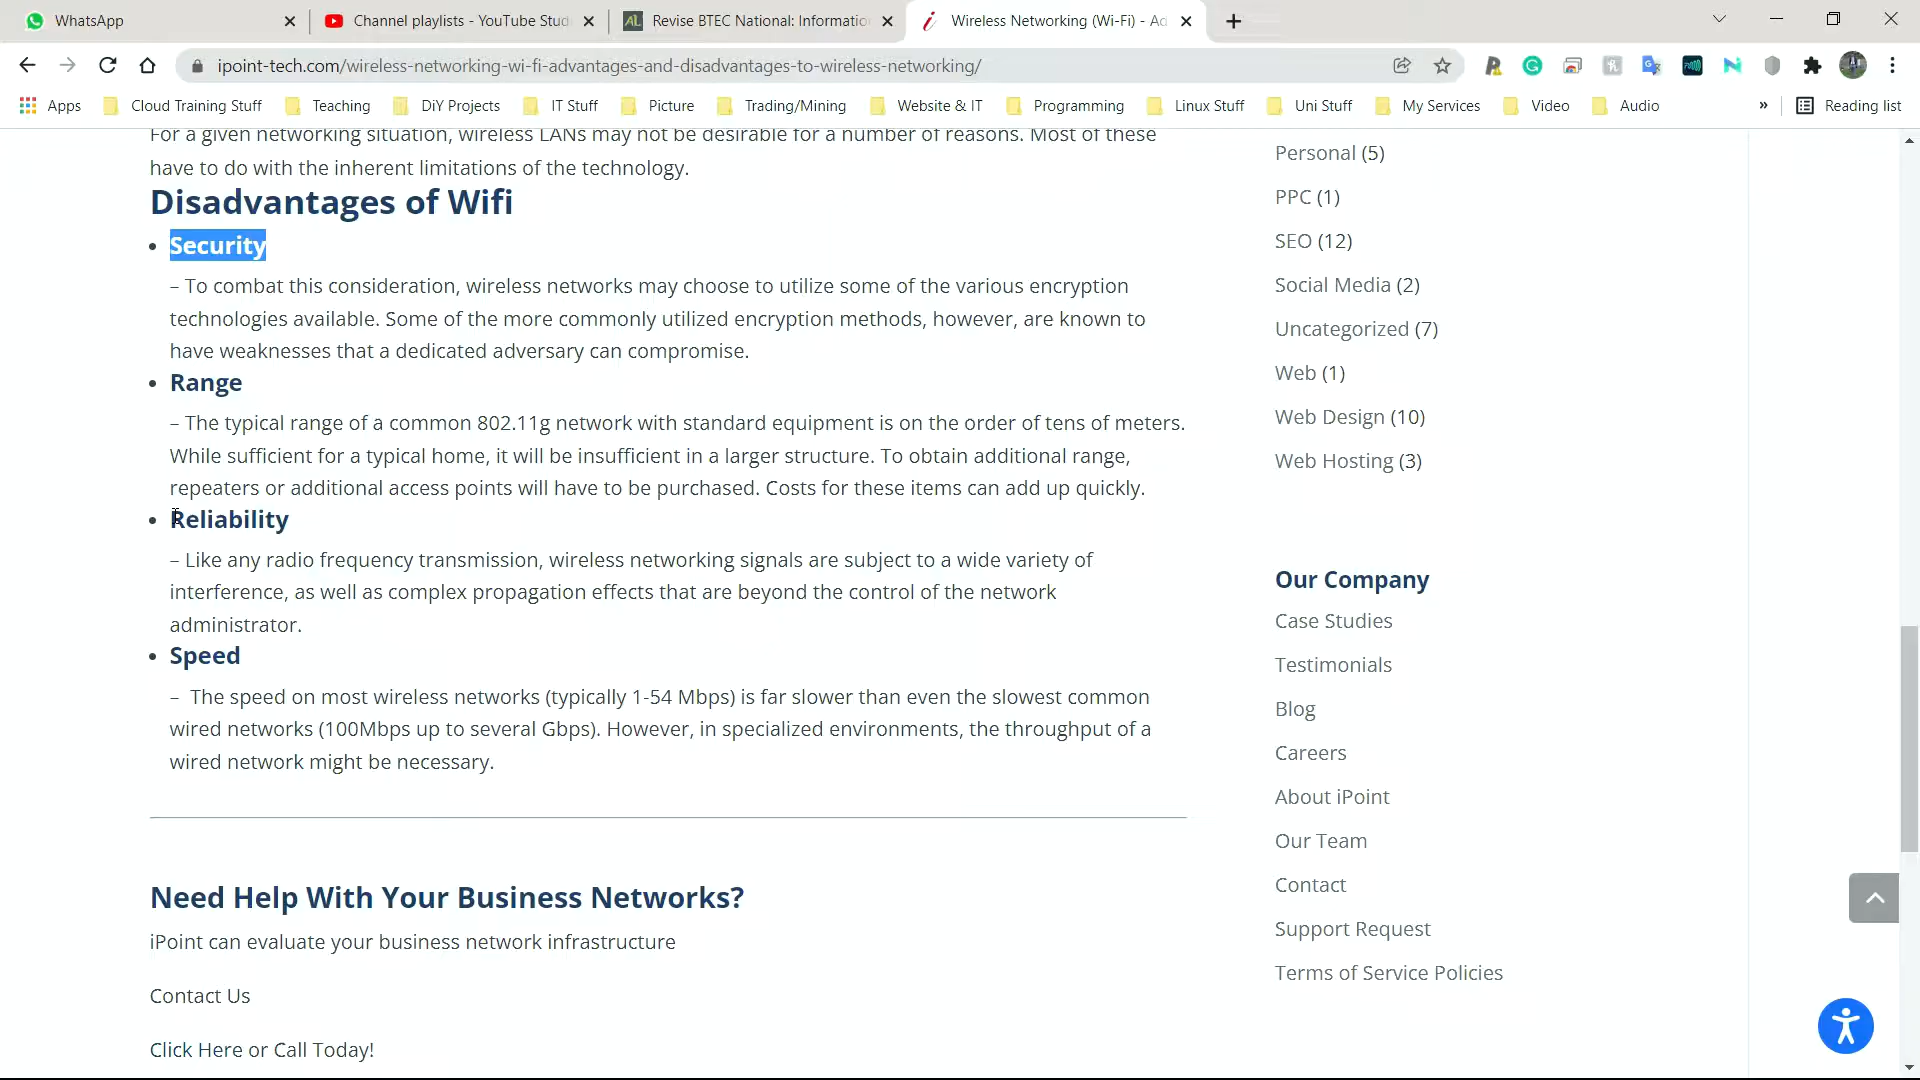 WhatsApp
Channel playlists - YouTube Stud
Revise BTEC National: Informatio
Wireless Networking (Wi-Fi) - Ad
ipoint-tech.com/wireless-networking-wi-fi-advantages-and-disadvantages-to-wireless-networking/
Apps
Cloud Training Stuff
Teaching
DiY Projects
IT Stuff
Picture
Trading/Mining
Website & IT
Programming
Linux Stuff
Uni Stuff
My Services
Video
Audio
»
Reading list
For a given networking situation, wireless LANs may not be desirable for a number of reasons. Most of these
have to do with the inherent limitations of the technology.
Disadvantages of Wifi
• Security
– To combat this consideration, wireless networks may choose to utilize some of the various encryption
technologies available. Some of the more commonly utilized encryption methods, however, are known to
have weaknesses that a dedicated adversary can compromise.
• Range
– The typical range of a common 802.11g network with standard equipment is on the order of tens of meters.
While sufficient for a typical home, it will be insufficient in a larger structure. To obtain additional range,
repeaters or additional access points will have to be purchased. Costs for these items can add up quickly.
• Reliability
– Like any radio frequency transmission, wireless networking signals are subject to a wide variety of
interference, as well as complex propagation effects that are beyond the control of the network
administrator.
• Speed
– The speed on most wireless networks (typically 1-54 Mbps) is far slower than even the slowest common
wired networks (100Mbps up to several Gbps). However, in specialized environments, the throughput of a
wired network might be necessary.
Need Help With Your Business Networks?
iPoint can evaluate your business network infrastructure
Contact Us
Click Here or Call Today!
Personal (5)
PPC (1)
SEO (12)
Social Media (2)
Uncategorized (7)
Web (1)
Web Design (10)
Web Hosting (3)
Our Company
Case Studies
Testimonials
Blog
Careers
About iPoint
Our Team
Contact
Support Request
Terms of Service Policies